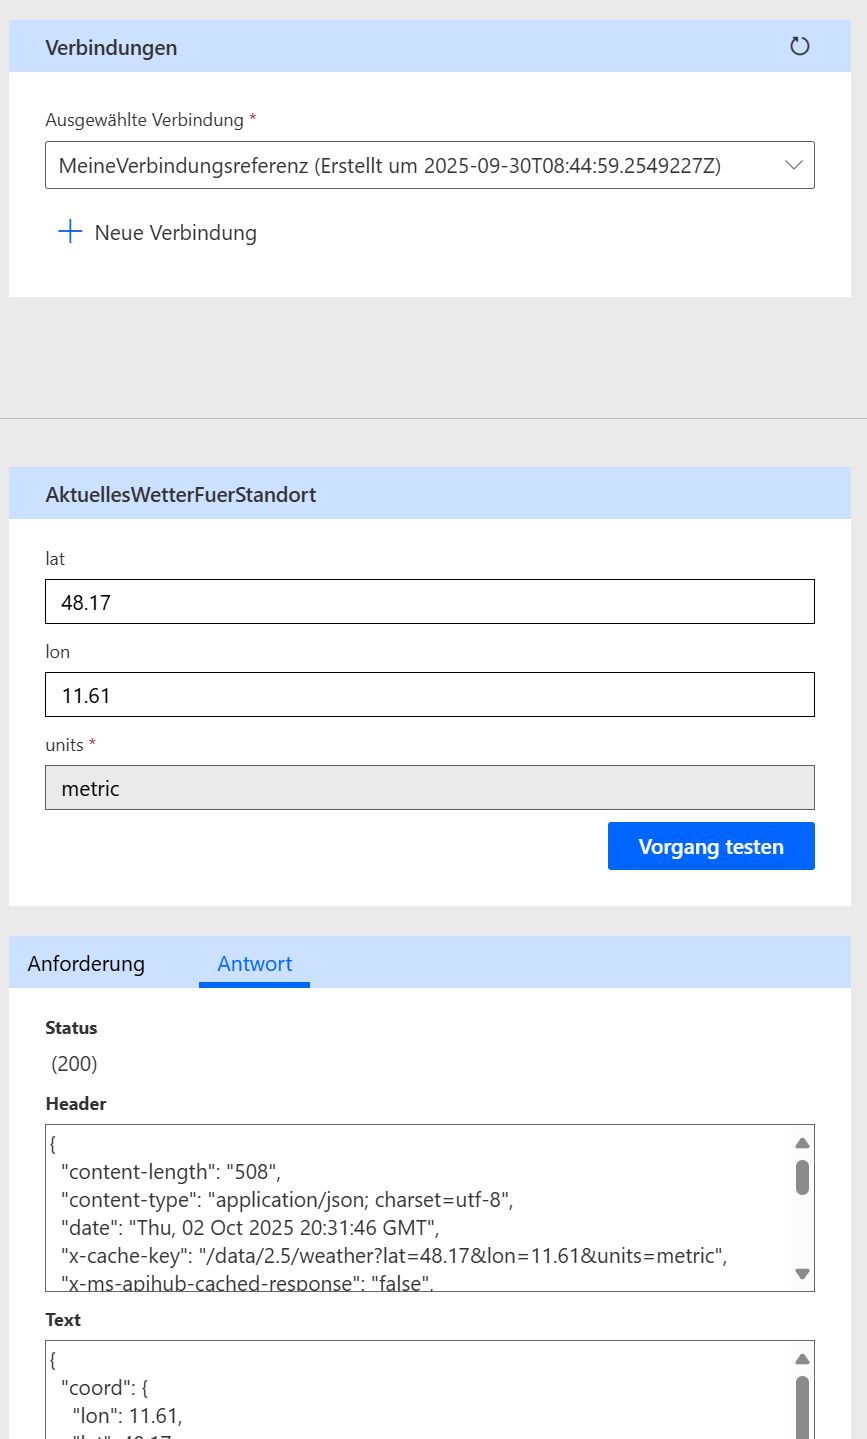 Verbindungen
Ausgewählte Verbindung *
MeineVerbindungsreferenz (Erstellt um 2025-09-30T08:44:59.2549227Z)
Neue Verbindung
AktuellesWetterFuerStandort
lat
48.17
lon
11.61
units *
metric
Vorgang testen
Anforderung Antwort
Status
(200)
Header
{
"content-length": "508",
"content-type": "application/json; charset=utf-8",
"date": "Thu, 02 Oct 2025 20:31:46 GMT",
"x-cache-key": "/data/2.5/weather?lat=48.17&lon=11.61&units=metric",
"x-ms-apihub-cached-response": "false",
Text
{
"coord": {
"lon": 11.61,